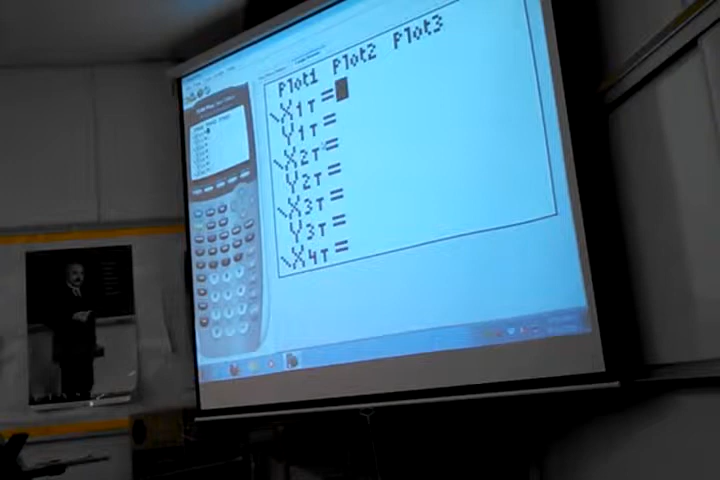 Plot1 Plot2 Plot3
\X1T=
Y1T=
\X2T=
Y2T=
\X3T=
Y3T=
\X4T=